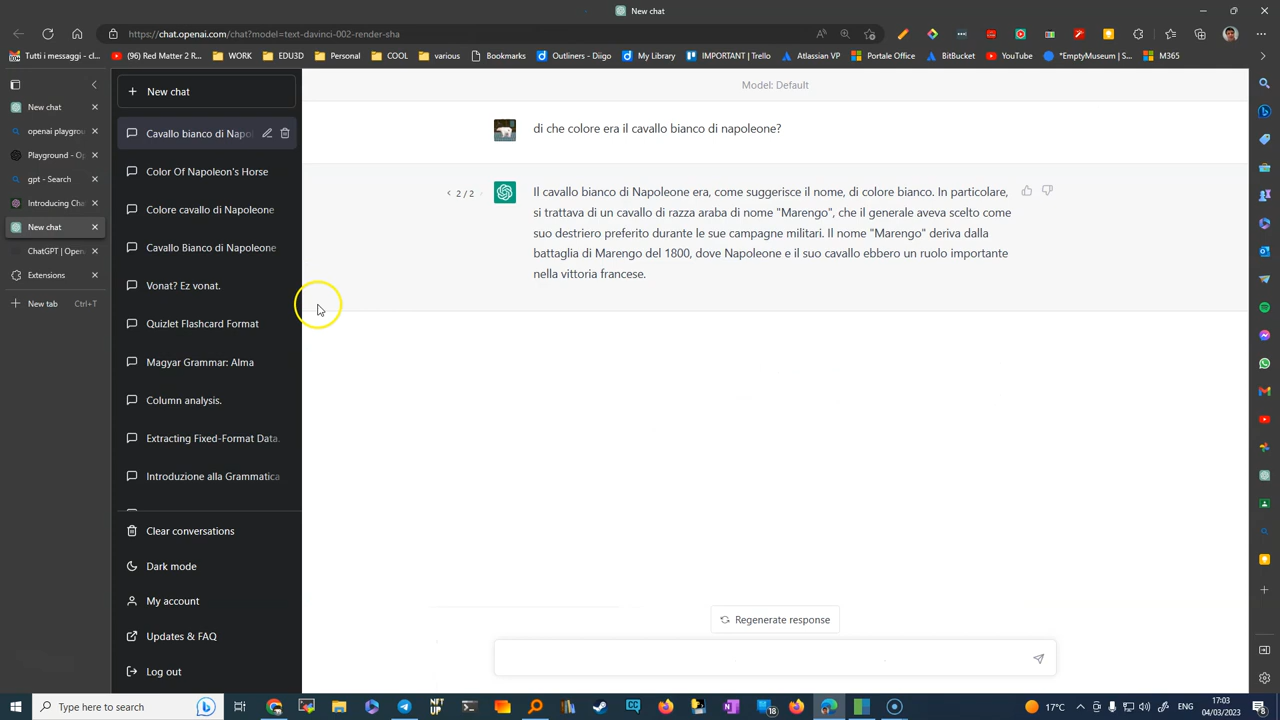 New chat
https://chat.openai.com/chat?model=text-davinci-002-render-sha
Tutti i messaggi - c...
(2) Red Matter 2 R...
WORK
DIID
Personal
COOL
various
Bookmarks
Outliners - Diigo
My Library
IMPORTANT | Trello
Atlassian VP
Portale Office
BitBucket
YouTube
*EmptyMuseum | S...
M365
New chat
openai playgrou
Playground - Op
gpt - Search
Introducing Cha
New chat
ChatGPT | Open
Extensions
New tab Ctrl+T
New chat
Cavallo bianco di Napol
Color Of Napoleon's Horse
Colore cavallo di Napoleone
Cavallo Bianco di Napoleone
Vonat? Ez vonat.
Quizlet Flashcard Format
Magyar Grammar: Alma
Column analysis.
Extracting Fixed-Format Data.
Introduzione alla Grammatica
Clear conversations
Dark mode
My account
Updates & FAQ
Log out
Model: Default
di che colore era il cavallo bianco di napoleone?
2 / 2
Il cavallo bianco di Napoleone era, come suggerisce il nome, di colore bianco. In particolare,
si trattava di un cavallo di razza araba di nome "Marengo", che il generale aveva scelto come
suo destriero preferito durante le sue campagne militari. Il nome "Marengo" deriva dalla
battaglia di Marengo del 1800, dove Napoleone e il suo cavallo ebbero un ruolo importante
nella vittoria francese.
Regenerate response
Type here to search
NFT
UP
18
17°C
ENG
17:03
04/03/2023